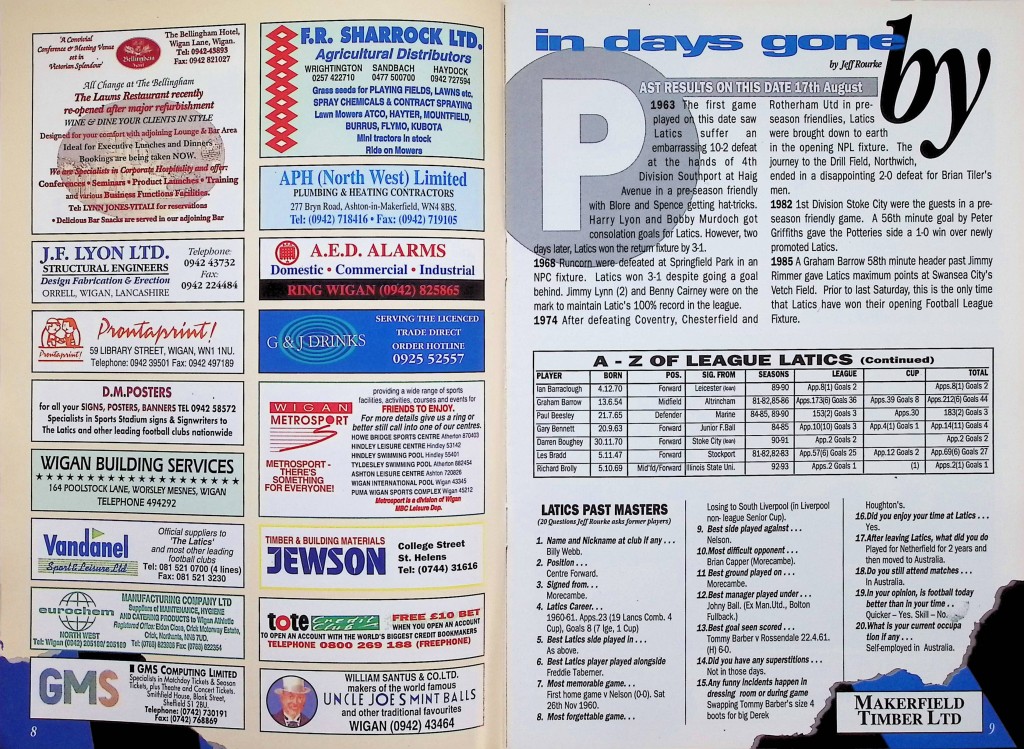 'A Convivial
Conference & Meeting Venue
set in
Victorian Splendour'
Bellingham
The Bellingham Hotel,
Wigan Lane, Wigan.
Tel: 0942-43893
Fax: 0942 821027
All Change at The Bellingham
The Lawns Restaurant recently
re-opened after major refurbishment
WINE & DINE YOUR CLIENTS IN STYLE
Designed for your comfort with adjoining Lounge & Bar Area
Ideal for Executive Lunches and Dinners
Bookings are being taken NOW.
We are Specialists in Corporate Hospitality and offer:
Conferences • Seminars • Product Launches • Training
and various Business Functions Facilities.
Tel: LYNN JONES-VITALI for reservations
• Delicious Bar Snacks are served in our adjoining Bar
J.F. LYON LTD.
STRUCTURAL ENGINEERS
Design Fabrication & Erection
ORRELL, WIGAN, LANCASHIRE
Telephone:
0942 43732
Fax:
0942 224484
Prontaprint!
Prontaprint!
59 LIBRARY STREET, WIGAN, WN1 1NU.
Telephone: 0942 39501 Fax: 0942 497189
D.M.POSTERS
for all your SIGNS, POSTERS, BANNERS TEL 0942 58572
Specialists in Sports Stadium signs & Signwriters to
The Latics and other leading football clubs nationwide
WIGAN BUILDING SERVICES
164 POOLSTOCK LANE, WORSLEY MESNES, WIGAN
TELEPHONE 494292
Vandanel
Sport & Leisure Ltd
Official suppliers to
'The Latics'
and most other leading
football clubs
Tel: 081 521 0700 (4 lines)
Fax: 081 521 3230
eurochem
NORTH WEST
MANUFACTURING COMPANY LTD
Suppliers of MAINTENANCE, HYGIENE
AND CATERING PRODUCTS to Wigan Athletic
Registered Office: Eldon Close, Crick Motorway Estate,
Crick, Northants, NN6 7UD.
Tel: Wigan (0942) 205183/ 205189 Tel: (0788) 823938 Fax: (0788) 822354
GMS
GMS COMPUTING LIMITED
Specialists in Matchday Tickets & Season
Tickets, plus Theatre and Concert Tickets.
Smithfield House, Blonk Street,
Sheffield S1 2BU.
Telephone: (0742) 730191
Fax: (0742) 768869
8
F.R. SHARROCK LTD.
Agricultural Distributors
WRIGHTINGTON SANDBACH HAYDOCK
0257 422710 0477 500700 0942 727594
Grass seeds for PLAYING FIELDS, LAWNS etc.
SPRAY CHEMICALS & CONTRACT SPRAYING
Lawn Mowers ATCO, HAYTER, MOUNTFIELD,
BURRUS, FLYMO, KUBOTA
Mini tractors in stock
Ride on Mowers
APH (North West) Limited
PLUMBING & HEATING CONTRACTORS
277 Bryn Road, Ashton-in-Makerfield, WN4 8BS.
Tel: (0942) 718416 • Fax: (0942) 719105
A.E.D. ALARMS
Domestic • Commercial • Industrial
RING WIGAN (0942) 825865
G & J DRINKS
SERVING THE LICENCED
TRADE DIRECT
ORDER HOTLINE
0925 52557
WIGAN
METROSPORT
METROSPORT -
THERE'S
SOMETHING
FOR EVERYONE!
providing a wide range of sports
facilities, activities, courses and events for
FRIENDS TO ENJOY.
For more details give us a ring or
better still call into one of our centres.
HOWE BRIDGE SPORTS CENTRE Atherton 870403
HINDLEY LEISURE CENTRE Hindley 53142
HINDLEY SWIMMING POOL Hindley 55401
TYLDESLEY SWIMMING POOL Atherton 882454
ASHTON LEISURE CENTRE Ashton 720826
WIGAN INTERNATIONAL POOL Wigan 43345
PUMA WIGAN SPORTS COMPLEX Wigan 45212
Metrosport is a division of Wigan
MBC Leisure Dep.
TIMBER & BUILDING MATERIALS
JEWSON
College Street
St. Helens
Tel: (0744) 31616
tote Credit
FREE £10 BET
WHEN YOU OPEN AN ACCOUNT
TO OPEN AN ACCOUNT WITH THE WORLD'S BIGGEST CREDIT BOOKMAKERS
TELEPHONE 0800 269 188 (FREEPHONE)
WILLIAM SANTUS & CO.LTD.
makers of the world famous
UNCLE JOE'S MINT BALLS
and other traditional favourites
WIGAN (0942) 43464
in days gone by
by Jeff Rourke
PAST RESULTS ON THIS DATE 17th August
1963 The first game
played on this date saw
Latics suffer an
embarrassing 10-2 defeat
at the hands of 4th
Division Southport at Haig
Avenue in a pre-season friendly
with Blore and Spence getting hat-tricks.
Harry Lyon and Bobby Murdoch got
consolation goals for Latics. However, two
days later, Latics won the return fixture by 3-1.
1968 Runcorn were defeated at Springfield Park in an
NPC fixture. Latics won 3-1 despite going a goal
behind. Jimmy Lynn (2) and Benny Cairney were on the
mark to maintain Latic's 100% record in the league.
1974 After defeating Coventry, Chesterfield and
Rotherham Utd in pre-
season friendlies, Latics
were brought down to earth
in the opening NPL fixture. The
journey to the Drill Field, Northwich,
ended in a disappointing 2-0 defeat for Brian Tiler's
men.
1982 1st Division Stoke City were the guests in a pre-
season friendly game. A 56th minute goal by Peter
Griffiths gave the Potteries side a 1-0 win over newly
promoted Latics.
1985 A Graham Barrow 58th minute header past Jimmy
Rimmer gave Latics maximum points at Swansea City's
Vetch Field. Prior to last Saturday, this is the only time
that Latics have won their opening Football League
Fixture.
A - Z OF LEAGUE LATICS (Continued)
PLAYER BORN POS. SIG. FROM SEASONS LEAGUE CUP TOTAL
Ian Barraclough 4.12.70 Forward Leicester (loan) 89-90 App.8(1) Goals 2 Apps.8(1) Goals 2
Graham Barrow 13.6.54 Midfield Altrincham 81-82,85-86 Apps.173(6) Goals 36 Apps.39 Goals 8 Apps.212(6) Goals 44
Paul Beesley 21.7.65 Defender Marine 84-85, 89-90 153(2) Goals 3 Apps.30 183(2) Goals 3
Gary Bennett 20.9.63 Forward Junior F.Ball 84-85 App.10(10) Goals 3 App.4(1) Goals 1 App.14(11) Goals 4
Darren Boughey 30.11.70 Forward Stoke City (loan) 90-91 App.2 Goals 2 App.2 Goals 2
Les Bradd 5.11.47 Forward Stockport 81-82,82-83 App.57(6) Goals 25 App.12 Goals 2 App.69(6) Goals 27
Richard Brolly 5.10.69 Mid'fd/Forward Illinois State Uni. 92-93 Apps.2 Goals 1 (1) Apps.2(1) Goals 1
LATICS PAST MASTERS
(20 Questions Jeff Rourke asks former players)
1. Name and Nickname at club if any . . .
Billy Webb.
2. Position . . .
Centre Forward.
3. Signed from. . .
Morecambe.
4. Latics Career. . .
1960-61. Apps.23 (19 Lancs Comb. 4
Cup), Goals 8 (7 lge, 1 Cup)
5. Best Latics side played in . . .
As above.
6. Best Latics player played alongside
Freddie Taberner.
7. Most memorable game. . .
First home game v Nelson (0-0). Sat
26th Nov 1960.
8. Most forgettable game. . .
Losing to South Liverpool (in Liverpool
non- league Senior Cup).
9. Best side played against . . .
Nelson.
10. Most difficult opponent . . .
Brian Capper (Morecambe).
11 Best ground played on . . .
Morecambe.
12. Best manager played under . . .
Johny Ball. (Ex Man.Utd., Bolton
Fullback.)
13. Best goal seen scored . . .
Tommy Barber v Rossendale 22.4.61.
(H) 6-0.
14. Did you have any superstitions . . .
Not in those days.
15. Any funny incidents happen in
dressing room or during game
Swapping Tommy Barber's size 4
boots for big Derek
Houghton's.
16. Did you enjoy your time at Latics . . .
Yes.
17. After leaving Latics, what did you do
Played for Netherfield for 2 years and
then moved to Australia.
18. Do you still attend matches . . .
In Australia.
19. In your opinion, is football today
better than in your time . .
Quicker – Yes. Skill – No.
20. What is your current occupa
tion if any . . .
Self-employed in Australia.
MAKERFIELD
TIMBER LTD
9